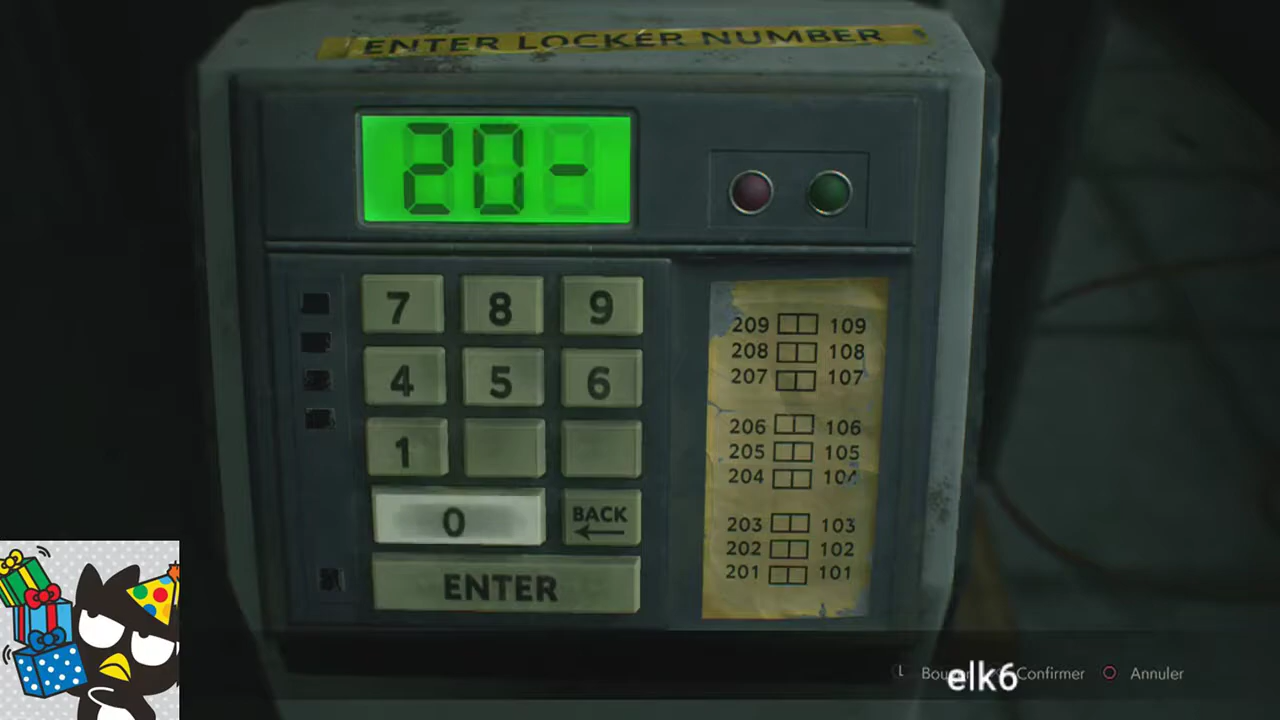 ENTER LOCKER NUMBER
20-
7 8 9
4 5 6
1
0 BACK
ENTER
209 109
208 108
207 107
206 106
205 105
204 104
203 103
202 102
201 101
L Confirmer Annuler
elk6